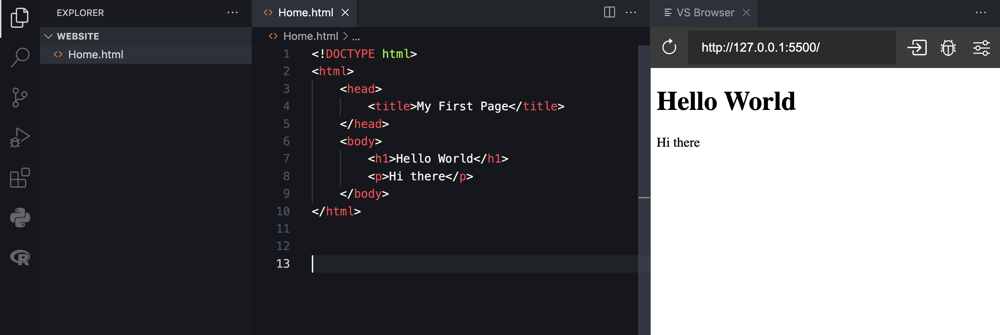 EXPLORER
WEBSITE
Home.html
Home.html
Home.html > ...
1 <!DOCTYPE html>
2 <html>
3     <head>
4         <title>My First Page</title>
5     </head>
6     <body>
7         <h1>Hello World</h1>
8         <p>Hi there</p>
9     </body>
10 </html>
11
12
13
VS Browser
http://127.0.0.1:5500/
Hello World
Hi there